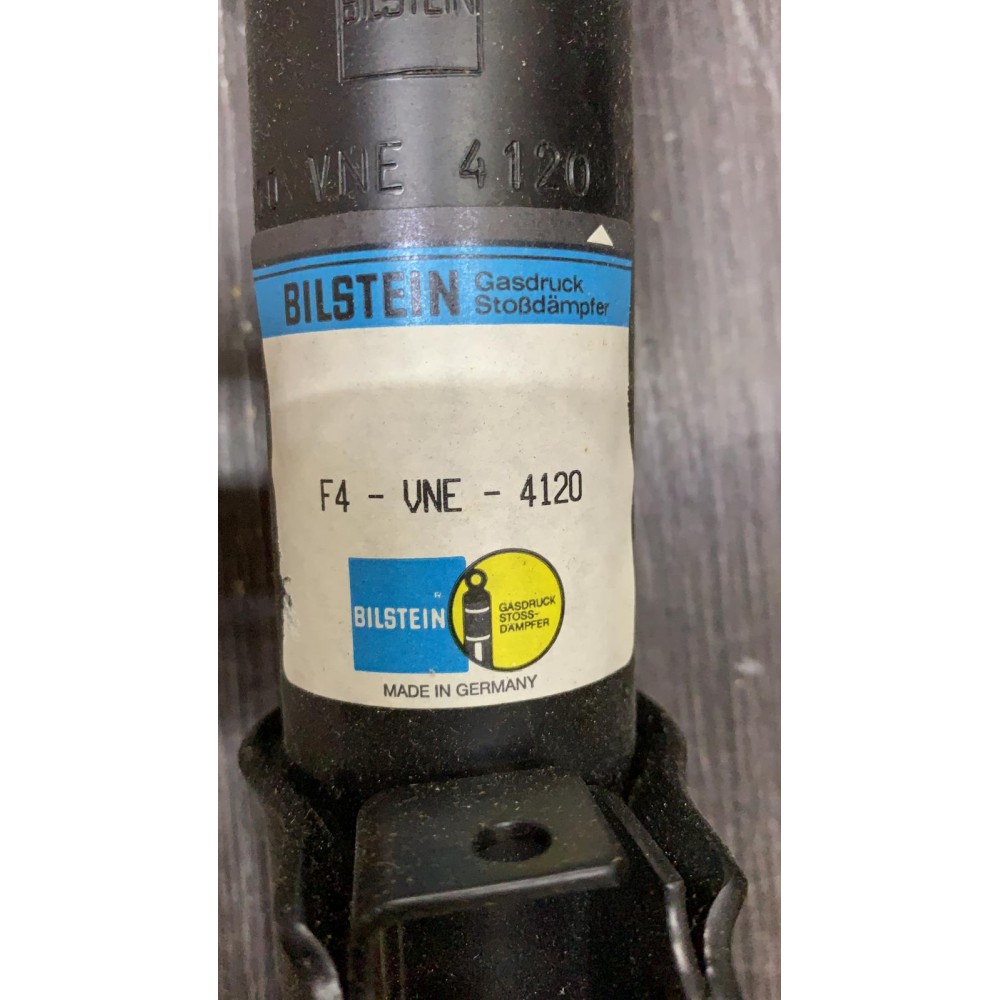 BILSTEIN
VNE 4120
BILSTEIN Gasdruck
Stoßdämpfer
F4 - VNE - 4120
BILSTEIN
GASDRUCK
STOSS-
DÄMPFER
MADE IN GERMANY